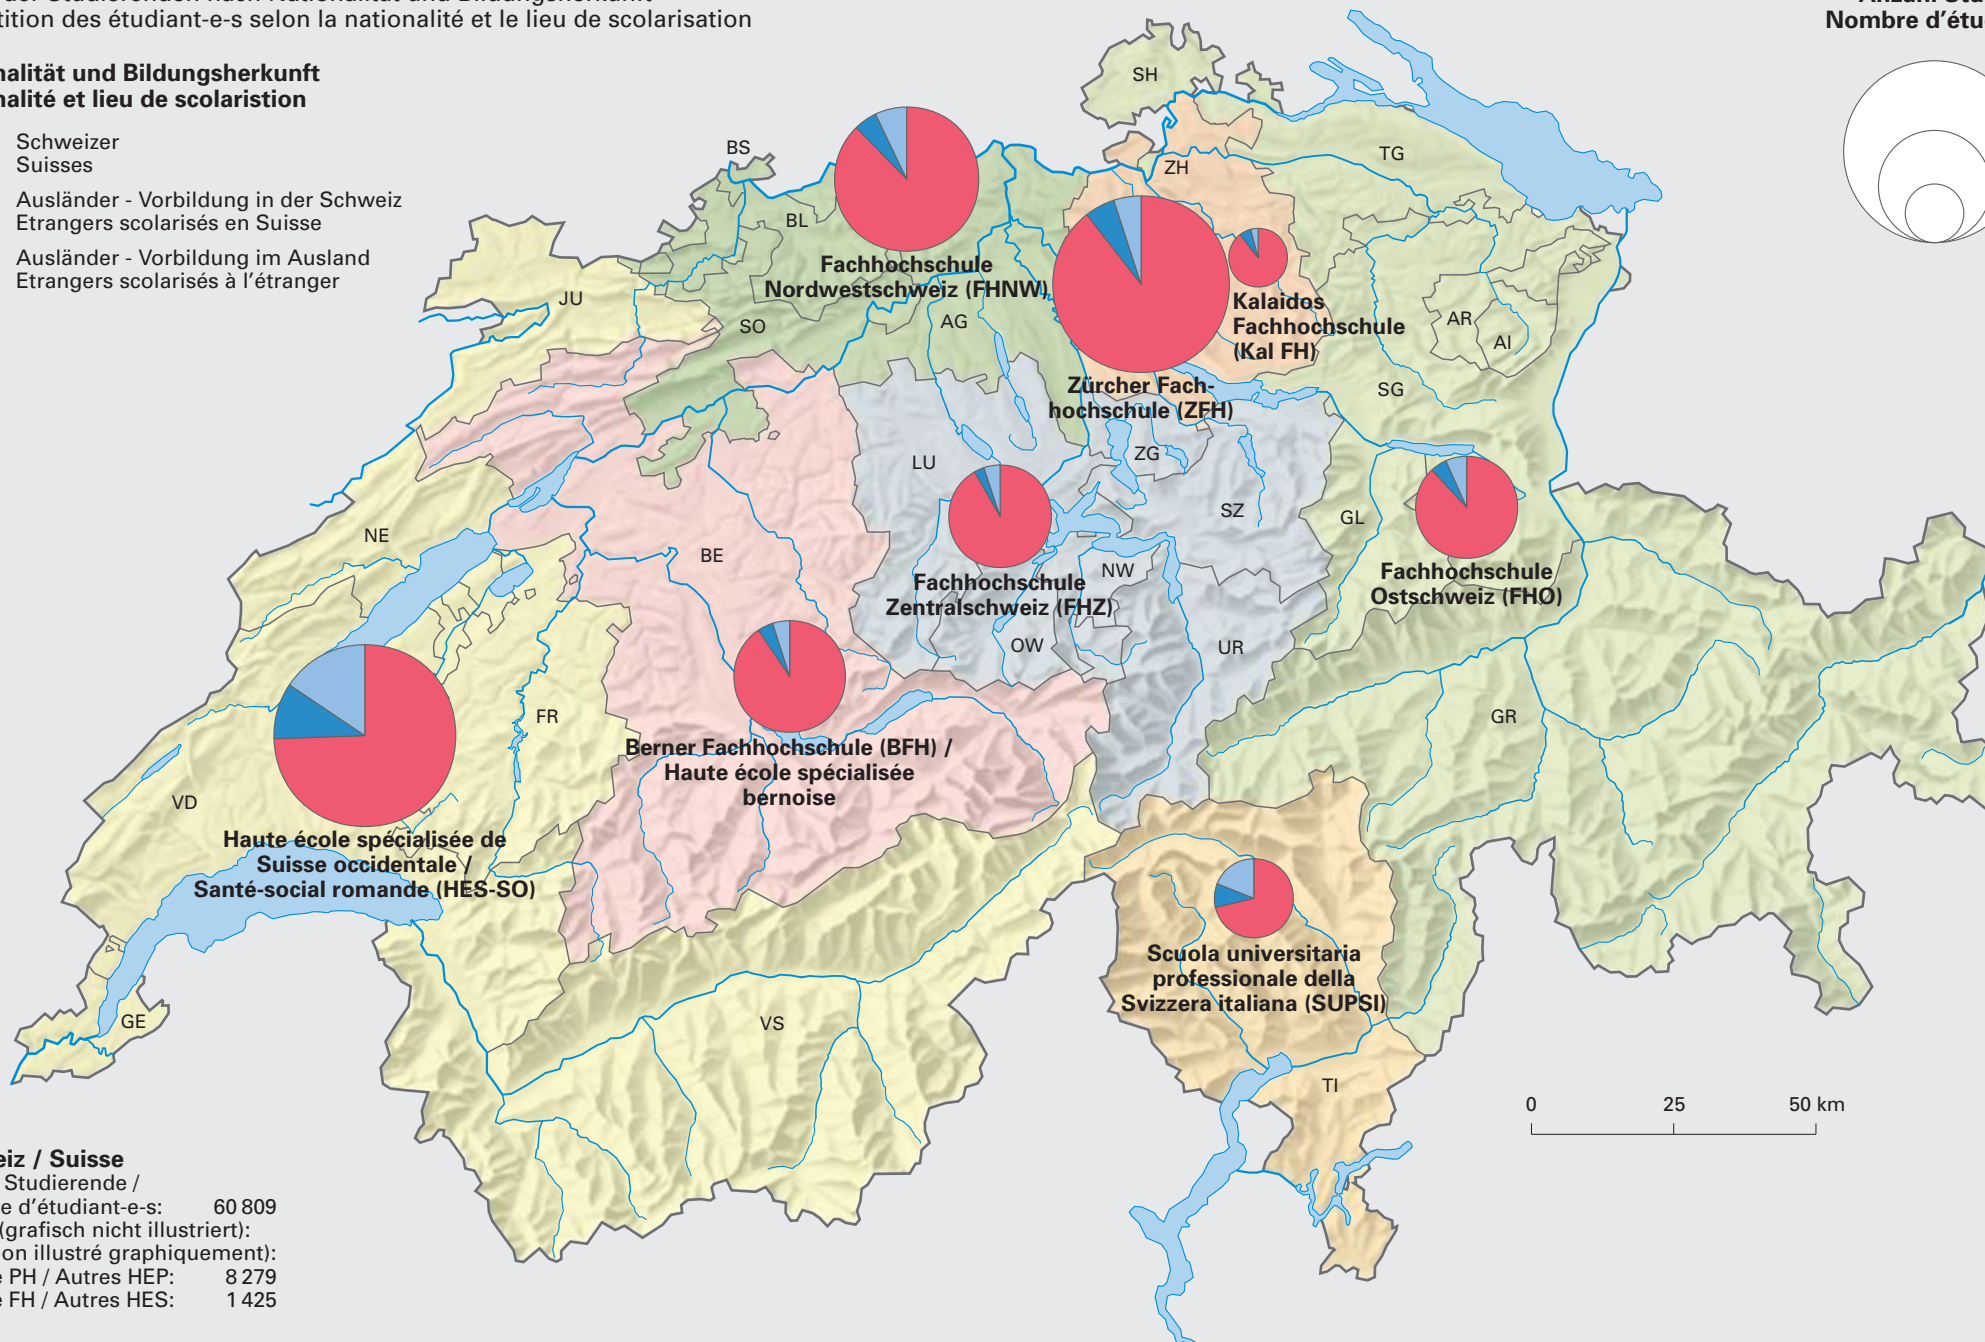 tition des étudiant-e-s selon la nationalité et le lieu de scolarisation
Nombre d'étu
nalität und Bildungsherkunft
nalité et lieu de scolaristion
Schweizer
Suisses
Ausländer - Vorbildung in der Schweiz
Etrangers scolarisés en Suisse
Ausländer - Vorbildung im Ausland
Etrangers scolarisés à l'étranger
SH
BS
TG
ZH
BL
Fachhochschule
Nordwestschweiz (FHNW)
JU
SO
AG
Kalaidos
Fachhochschule
(Kal FH)
AR
AI
Zürcher Fach-
hochschule (ZFH)
SG
LU
ZG
SZ
GL
NE
BE
NW
Fachhochschule
Zentralschweiz (FHZ)
Fachhochschule
Ostschweiz (FHO)
OW
UR
FR
GR
Berner Fachhochschule (BFH) /
Haute école spécialisée
bernoise
VD
Haute école spécialisée de
Suisse occidentale /
Santé-social romande (HES-SO)
Scuola universitaria
professionale della
Svizzera italiana (SUPSI)
GE
VS
TI
0 25 50 km
eiz / Suisse
Studierende /
e d'étudiant-e-s: 60 809
(grafisch nicht illustriert):
on illustré graphiquement):
e PH / Autres HEP: 8 279
e FH / Autres HES: 1 425